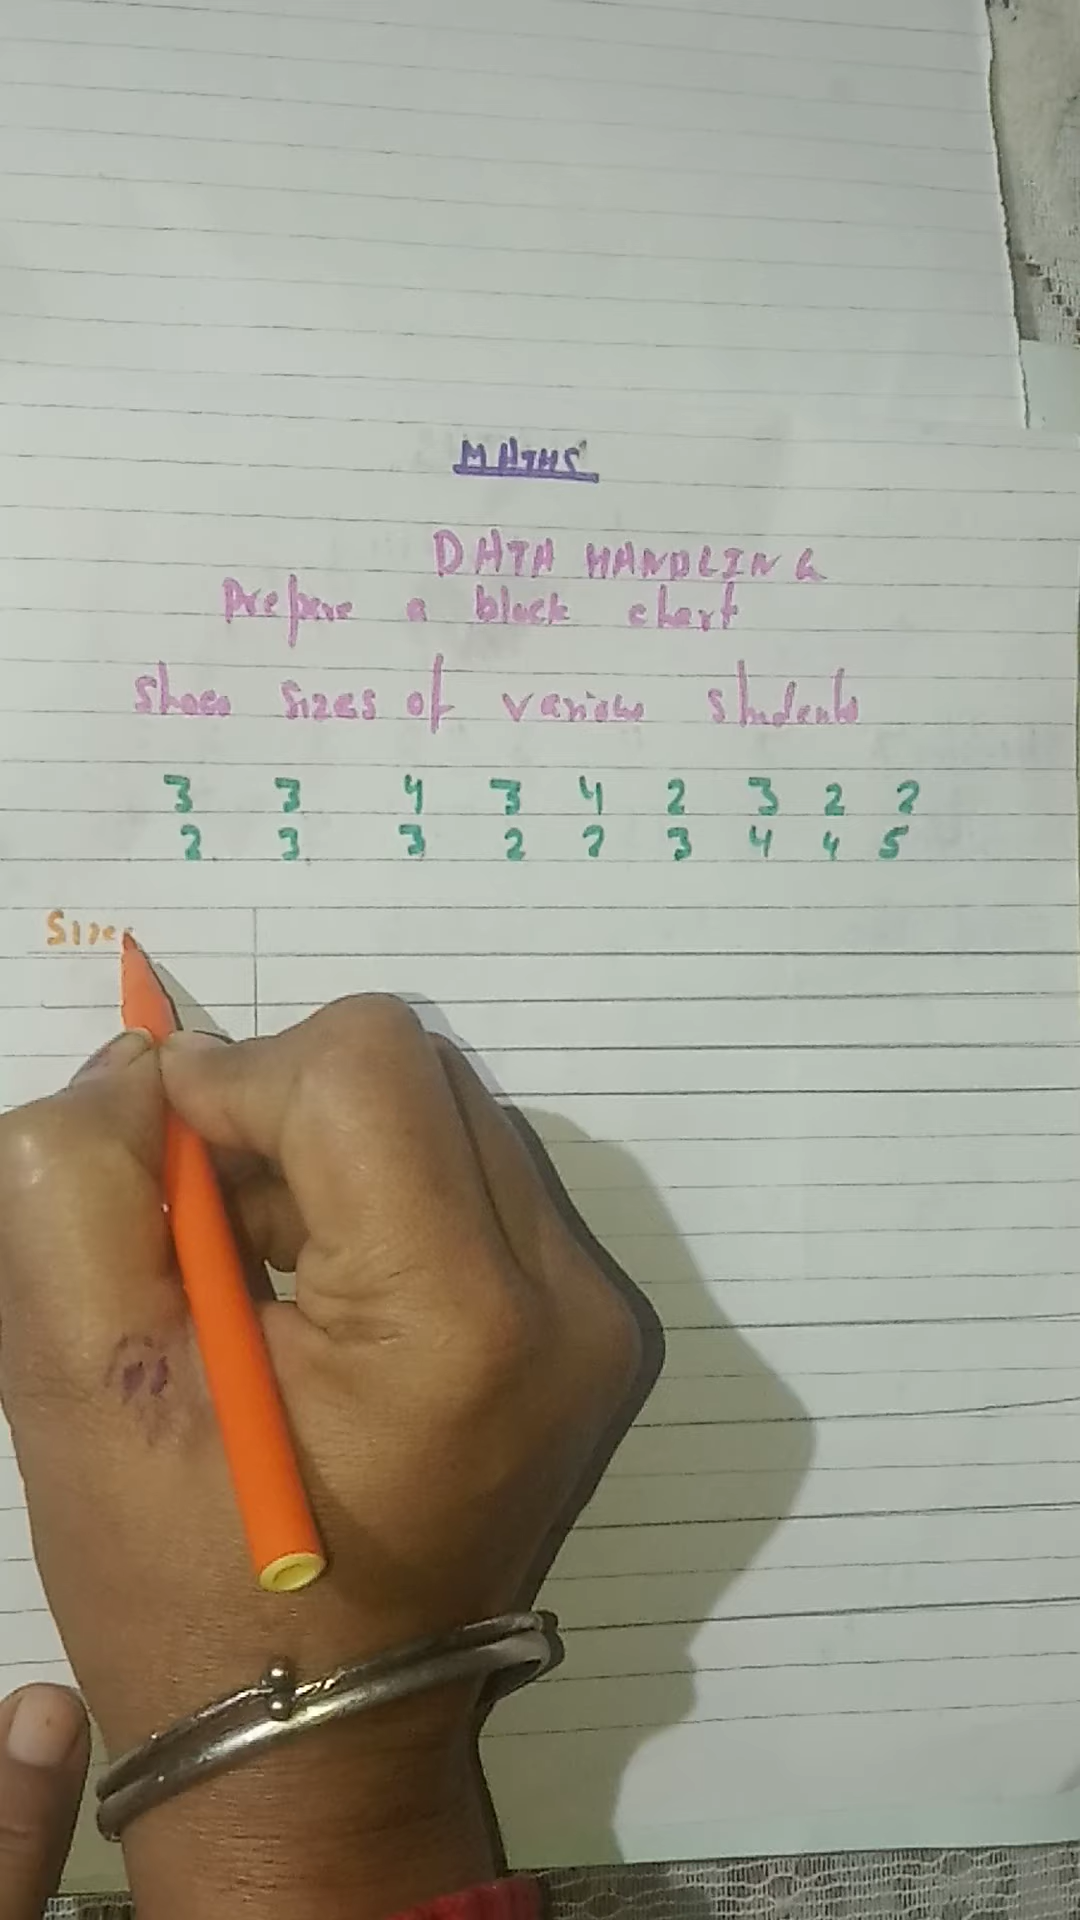 MATHS
DATA HANDLING
Prepare a block chart
Shoes sizes of various students
3 3 4 3 4 2 3 2 2
2 3 3 2 2 3 4 4 5
Sizes